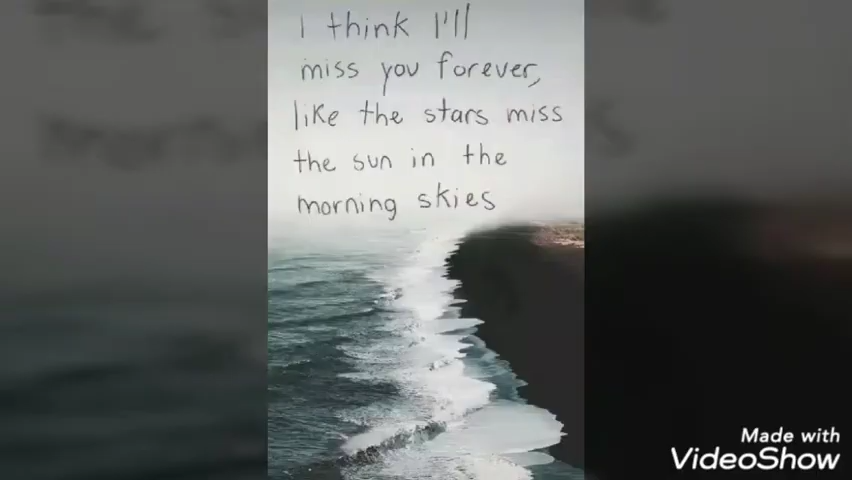 I think I'll
miss you forever,
like the stars miss
the sun in the
morning skies
Made with
VideoShow